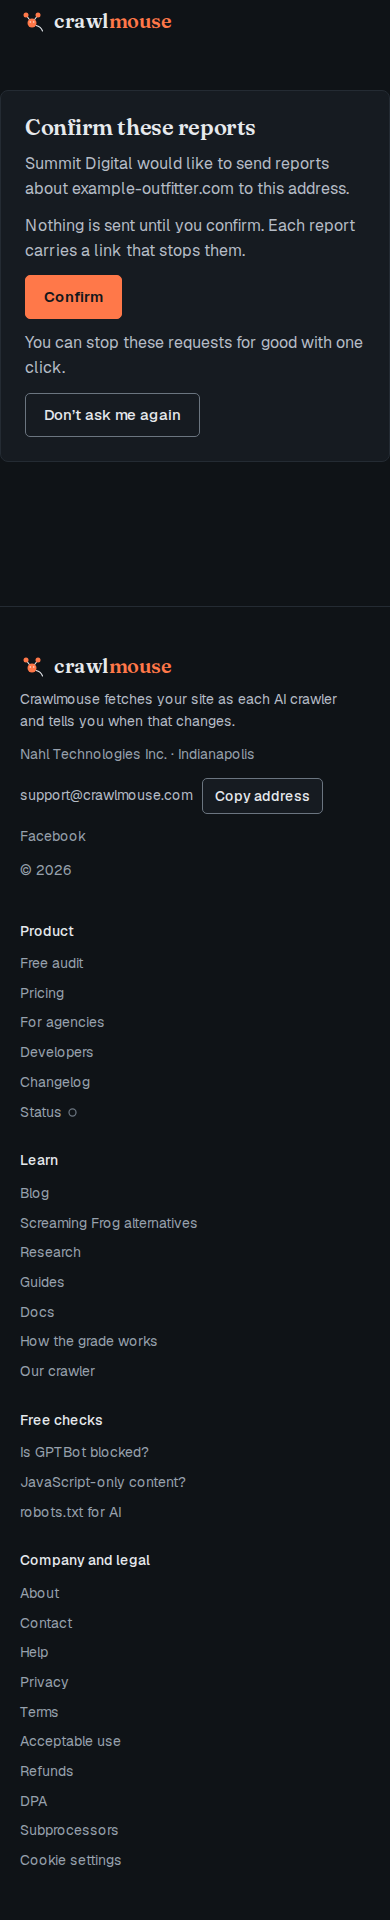 crawlmouse
Confirm these reports
Summit Digital would like to send reports
about example-outfitter.com to this address.
Nothing is sent until you confirm. Each report
carries a link that stops them.
Confirm
You can stop these requests for good with one
click.
Don’t ask me again
crawlmouse
Crawlmouse fetches your site as each AI crawler
and tells you when that changes.
Nahl Technologies Inc. · Indianapolis
support@crawlmouse.com Copy address
Facebook
© 2026
Product
Free audit
Pricing
For agencies
Developers
Changelog
Status
Learn
Blog
Screaming Frog alternatives
Research
Guides
Docs
How the grade works
Our crawler
Free checks
Is GPTBot blocked?
JavaScript-only content?
robots.txt for AI
Company and legal
About
Contact
Help
Privacy
Terms
Acceptable use
Refunds
DPA
Subprocessors
Cookie settings